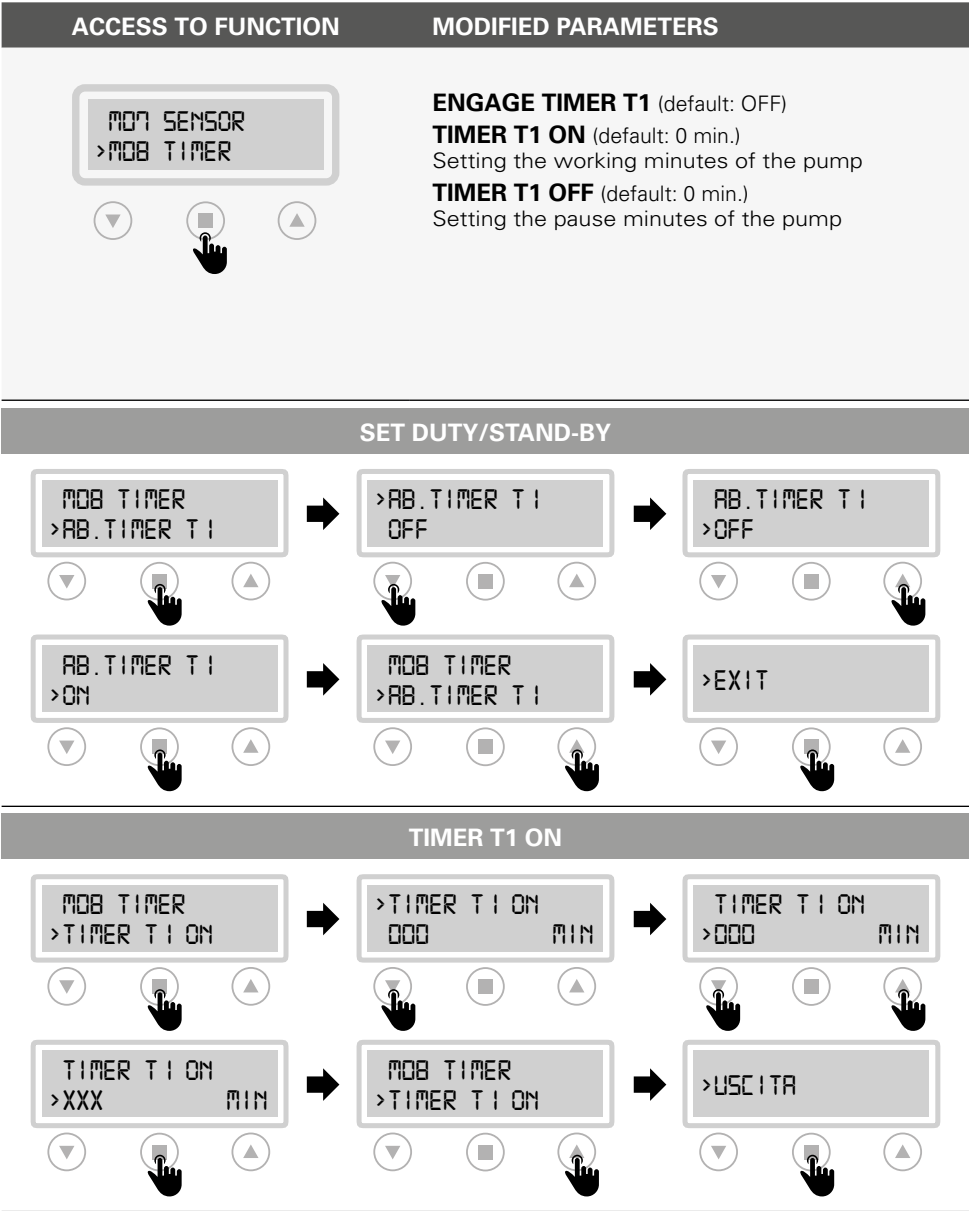 ACCESS TO FUNCTION
MODIFIED PARAMETERS
M07 SENSOR
>M08 TIMER
ENGAGE TIMER T1 (default: OFF)
TIMER T1 ON (default: 0 min.)
Setting the working minutes of the pump
TIMER T1 OFF (default: 0 min.)
Setting the pause minutes of the pump
SET DUTY/STAND-BY
M08 TIMER
>AB.TIMER T1
>AB.TIMER T1
OFF
AB.TIMER T1
>OFF
AB.TIMER T1
>ON
M08 TIMER
>AB.TIMER T1
>EXIT
TIMER T1 ON
M08 TIMER
>TIMER T1 ON
>TIMER T1 ON
000 MIN
TIMER T1 ON
>000 MIN
TIMER T1 ON
>XXX MIN
M08 TIMER
>TIMER T1 ON
>USCITA